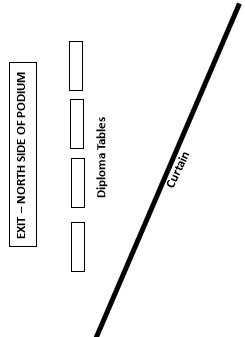 EXIT – NORTH SIDE OF PODIUM
Diploma Tables
Curtain